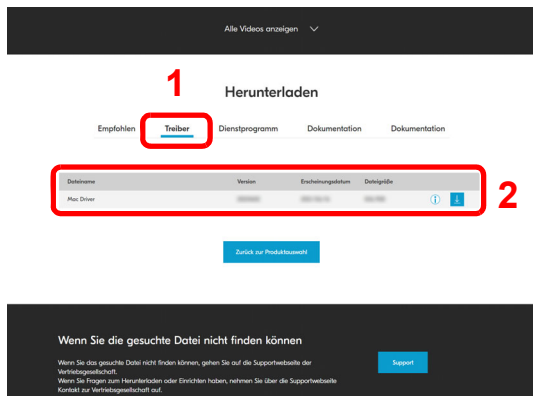 Alle Videos anzeigen
1
Herunterladen
Empfohlen Treiber Dienstprogramm Dokumentation Dokumentation
Dateiname Version Erscheinungsdatum Dateigröße
Mac Driver
2
Zurück zur Produktauswahl
Wenn Sie die gesuchte Datei nicht finden können
Wenn Sie das gesuchte Datei nicht finden können, gehen Sie auf die Supportwebseite der
Vertriebsgesellschaft.
Support
Wenn Sie Fragen zum Herunterladen oder Einrichten haben, nehmen Sie über die Supportwebseite
Kontakt zur Vertriebsgesellschaft auf.